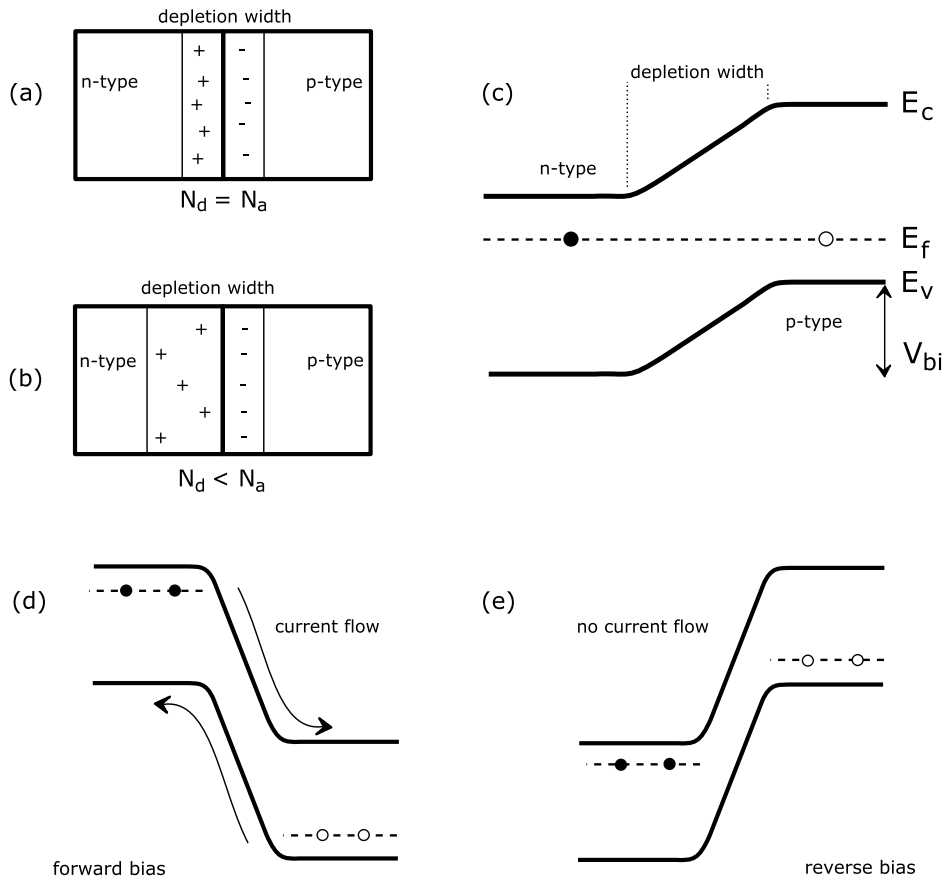 depletion width
(a)
n-type
p-type
+ -
+ -
+ -
+ -
+ -
N_d = N_a
depletion width
(b)
n-type
p-type
+ -
+ -
+ -
+ -
+ -
N_d < N_a
(c)
depletion width
E_c
n-type
E_f
E_v
p-type
V_bi
(d)
current flow
forward bias
(e)
no current flow
reverse bias